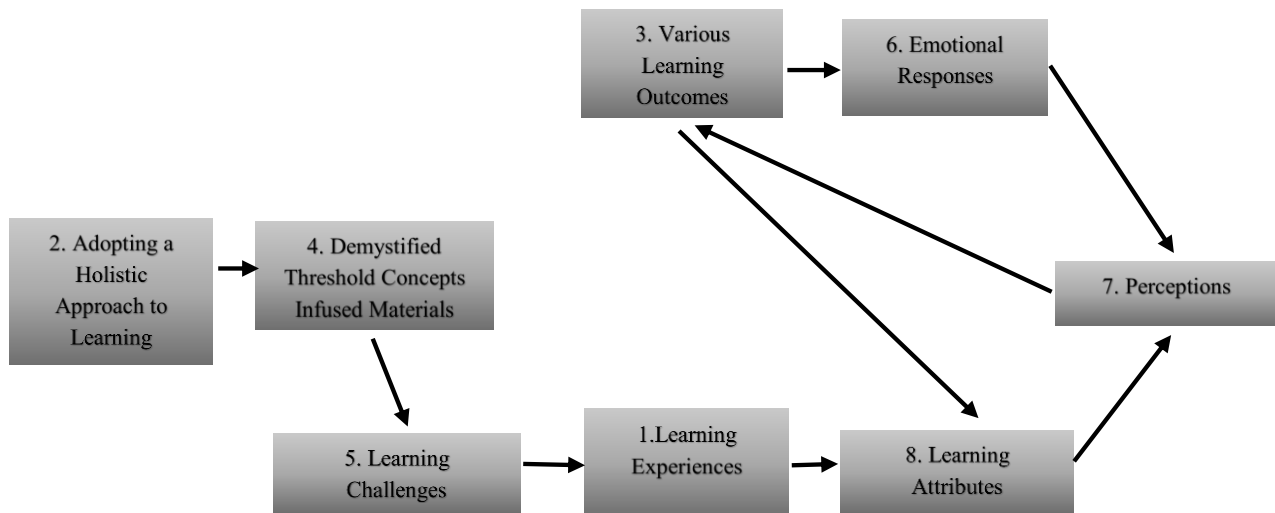 3. Various
Learning
Outcomes
6. Emotional
Responses
2. Adopting a
Holistic
Approach to
Learning
4. Demystified
Threshold Concepts
Infused Materials
7. Perceptions
5. Learning
Challenges
1.Learning
Experiences
8. Learning
Attributes